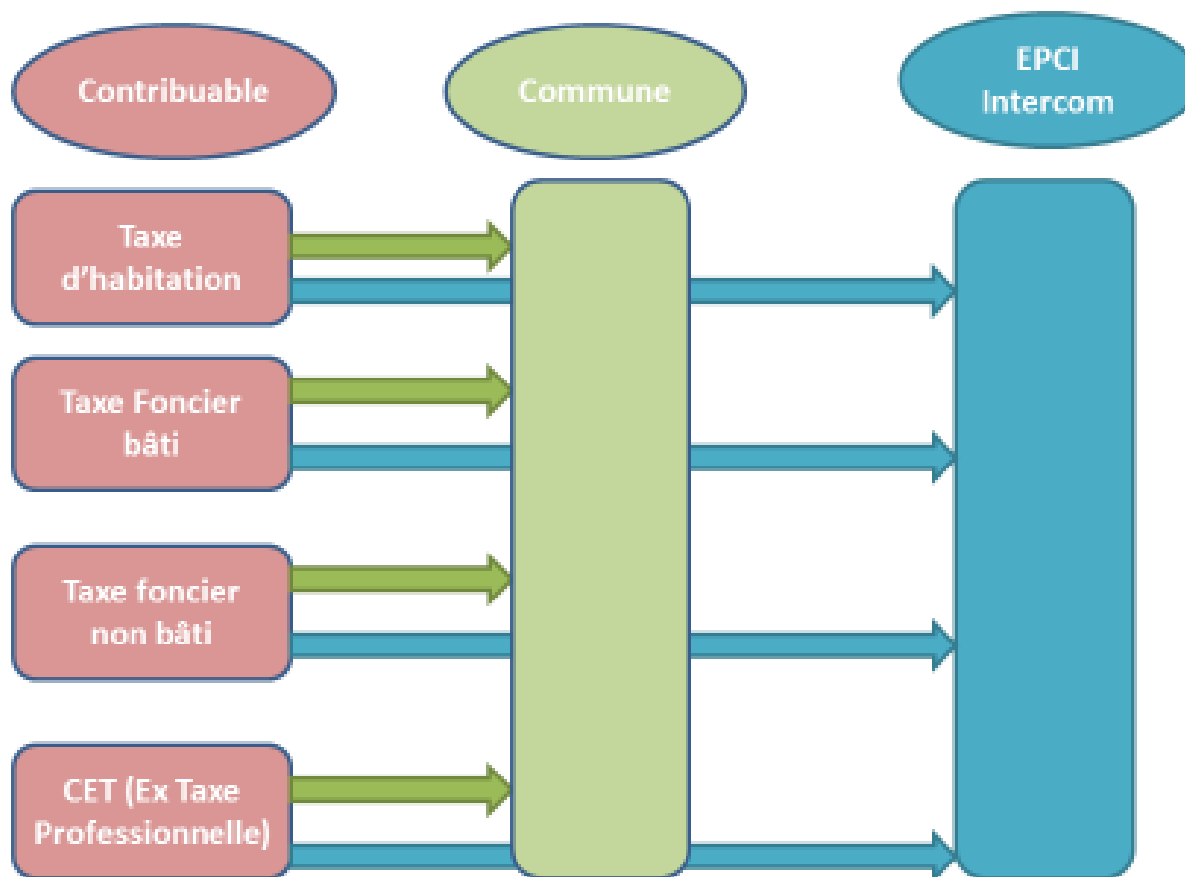 Contribuable
Commune
EPCI
Intercom
Taxe
d'habitation
Taxe Foncier
bâti
Taxe foncier
non bâti
CET (Ex Taxe
Professionnelle)